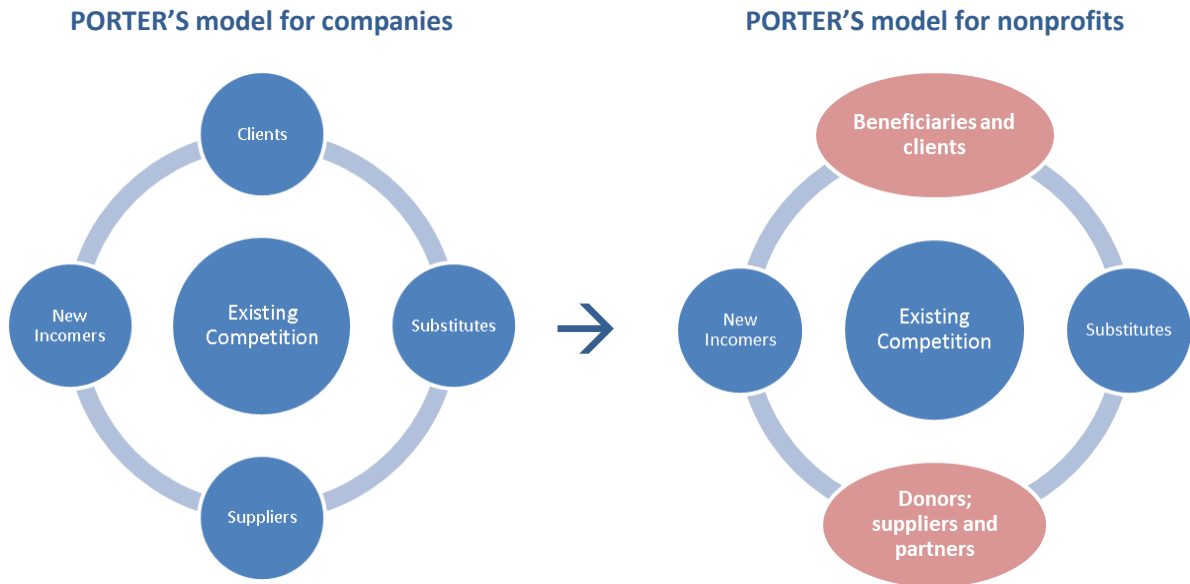 PORTER’S model for companies
Clients
New
Incomers
Existing
Competition
Substitutes
Suppliers
PORTER’S model for nonprofits
Beneficiaries and
clients
New
Incomers
Existing
Competition
Substitutes
Donors;
suppliers and
partners